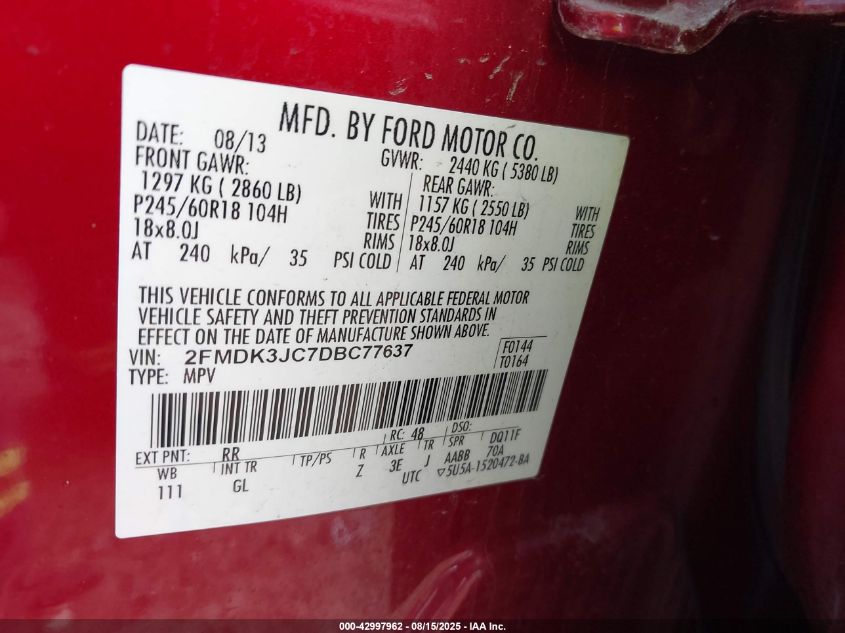 MFD. BY FORD MOTOR CO.
DATE: 08/13 GVWR: 2440 KG ( 5380 LB)
FRONT GAWR: REAR GAWR:
1297 KG ( 2860 LB) WITH 1157 KG ( 2550 LB) WITH
P245/60R18 104H TIRES P245/60R18 104H TIRES
18x8.0J RIMS 18x8.0J RIMS
AT 240 kPa/ 35 PSI COLD AT 240 kPa/ 35 PSI COLD
THIS VEHICLE CONFORMS TO ALL APPLICABLE FEDERAL MOTOR
VEHICLE SAFETY AND THEFT PREVENTION STANDARDS IN
EFFECT ON THE DATE OF MANUFACTURE SHOWN ABOVE.
VIN: 2FMDK3JC7DBC77637 F0144
TYPE: MPV T0164
EXT PNT: RR RC: 48 DSO:
WB INT TR TP/PS R AXLE TR SPR DQ11F
111 GL Z 3E J AABB 70A
UTC ▽5U5A-1520472-BA
000-42997962 - 08/15/2025 - IAA Inc.